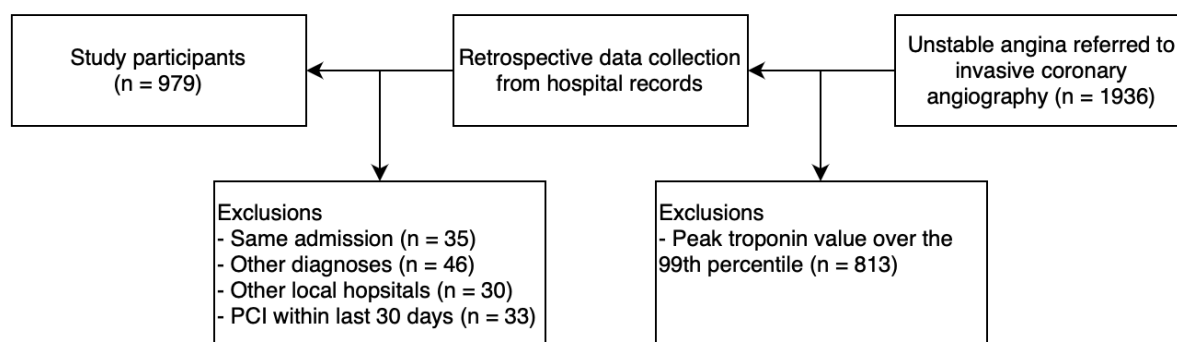 Study participants
(n = 979)
Retrospective data collection
from hospital records
Unstable angina referred to
invasive coronary
angiography (n = 1936)
Exclusions
- Same admission (n = 35)
- Other diagnoses (n = 46)
- Other local hopsitals (n = 30)
- PCI within last 30 days (n = 33)
Exclusions
- Peak troponin value over the
99th percentile (n = 813)